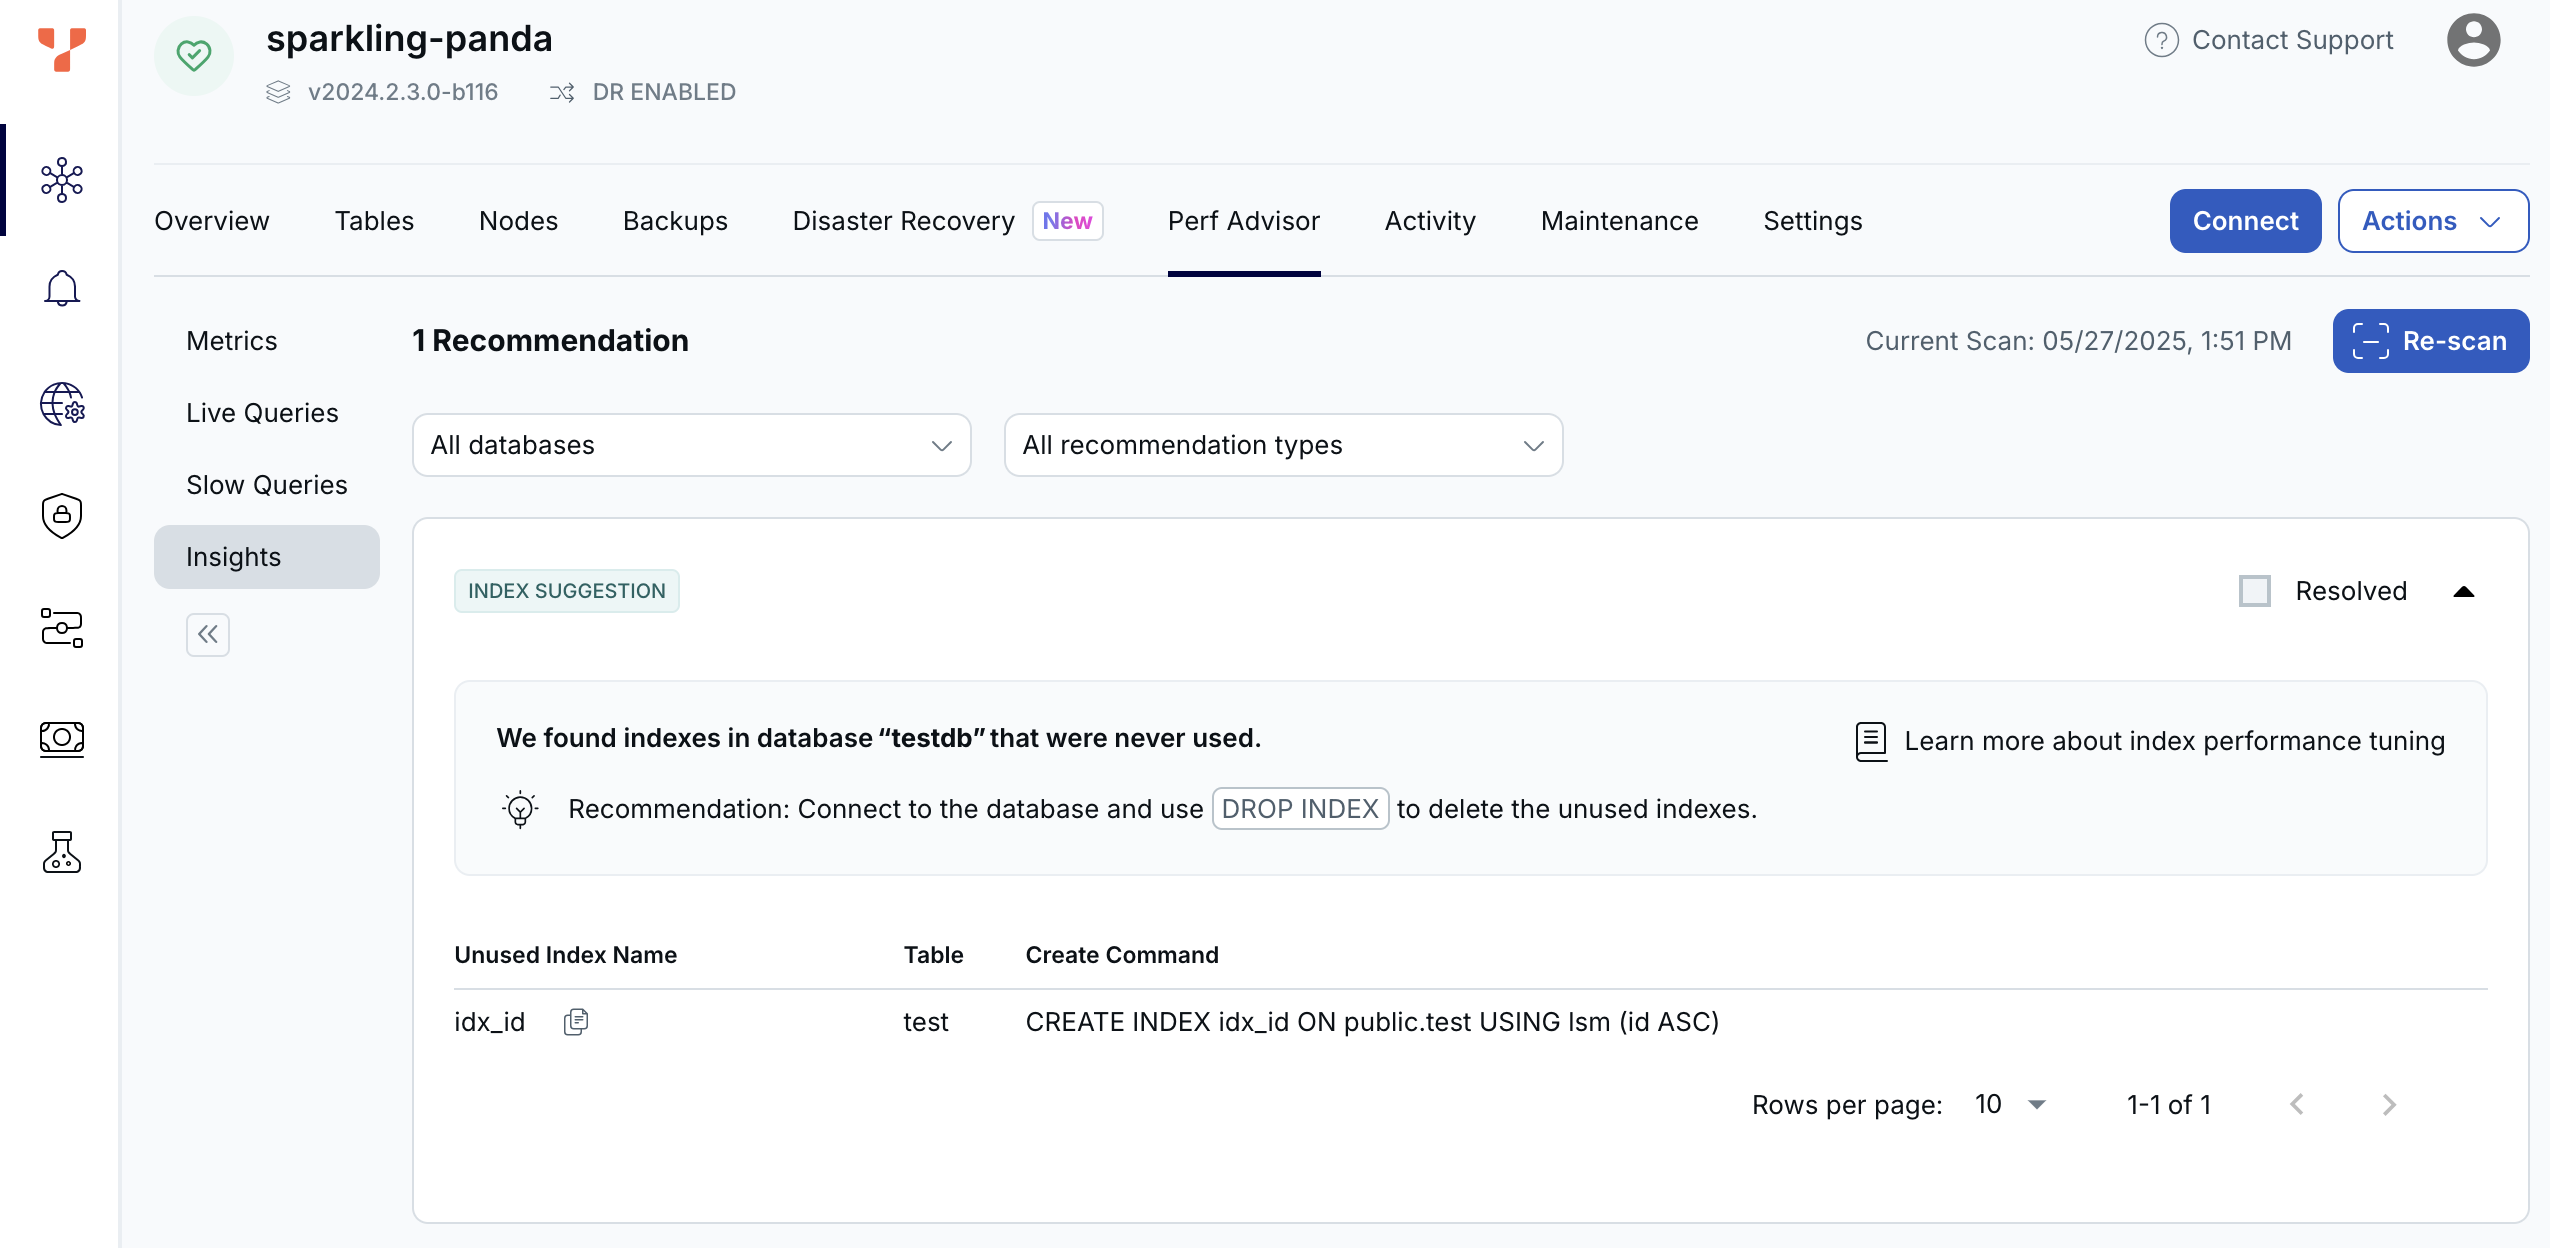 sparkling-panda
v2024.2.3.0-b116 DR ENABLED
Contact Support
Overview Tables Nodes Backups Disaster Recovery New Perf Advisor Activity Maintenance Settings Connect Actions
Metrics
Live Queries
Slow Queries
Insights
1 Recommendation
Current Scan: 05/27/2025, 1:51 PM
Re-scan
All databases
All recommendation types
INDEX SUGGESTION
Resolved
We found indexes in database “testdb” that were never used.
Learn more about index performance tuning
Recommendation: Connect to the database and use DROP INDEX to delete the unused indexes.
Unused Index Name Table Create Command
idx_id test CREATE INDEX idx_id ON public.test USING lsm (id ASC)
Rows per page: 10 1-1 of 1